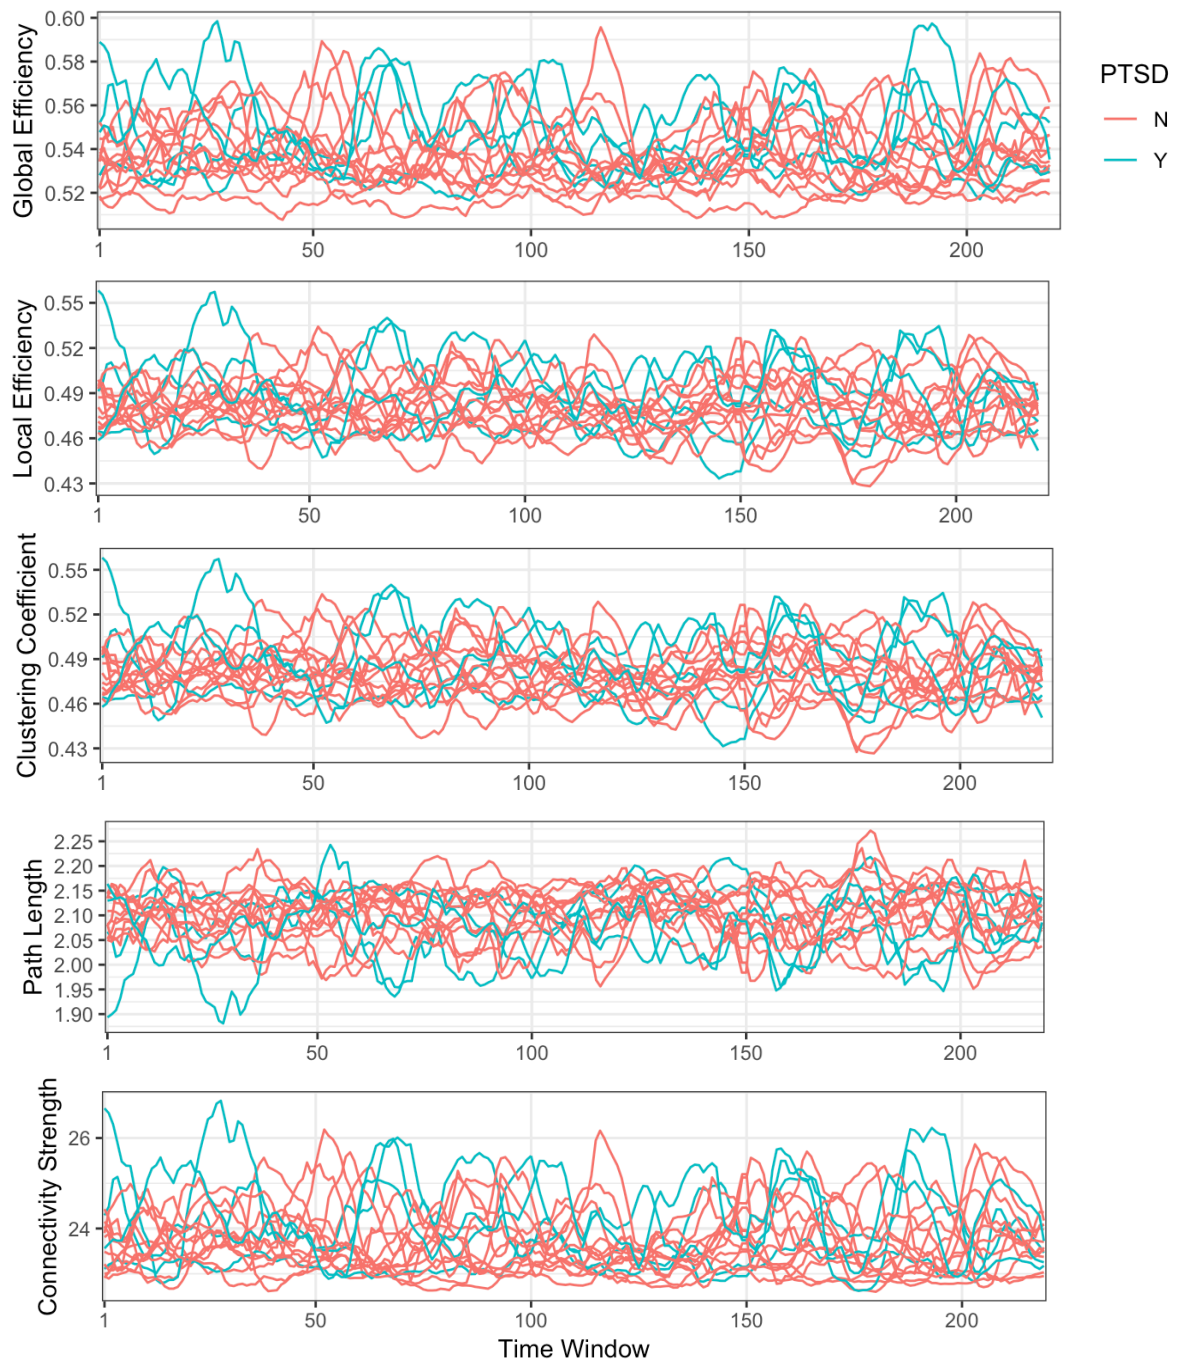 Global Efficiency
0.60
0.58
0.56
0.54
0.52
1 50 100 150 200
PTSD
N
Y
Local Efficiency
0.55
0.52
0.49
0.46
0.43
1 50 100 150 200
Clustering Coefficient
0.55
0.52
0.49
0.46
0.43
1 50 100 150 200
Path Length
2.25
2.20
2.15
2.10
2.05
2.00
1.95
1.90
1 50 100 150 200
Connectivity Strength
26
24
1 50 100 150 200
Time Window